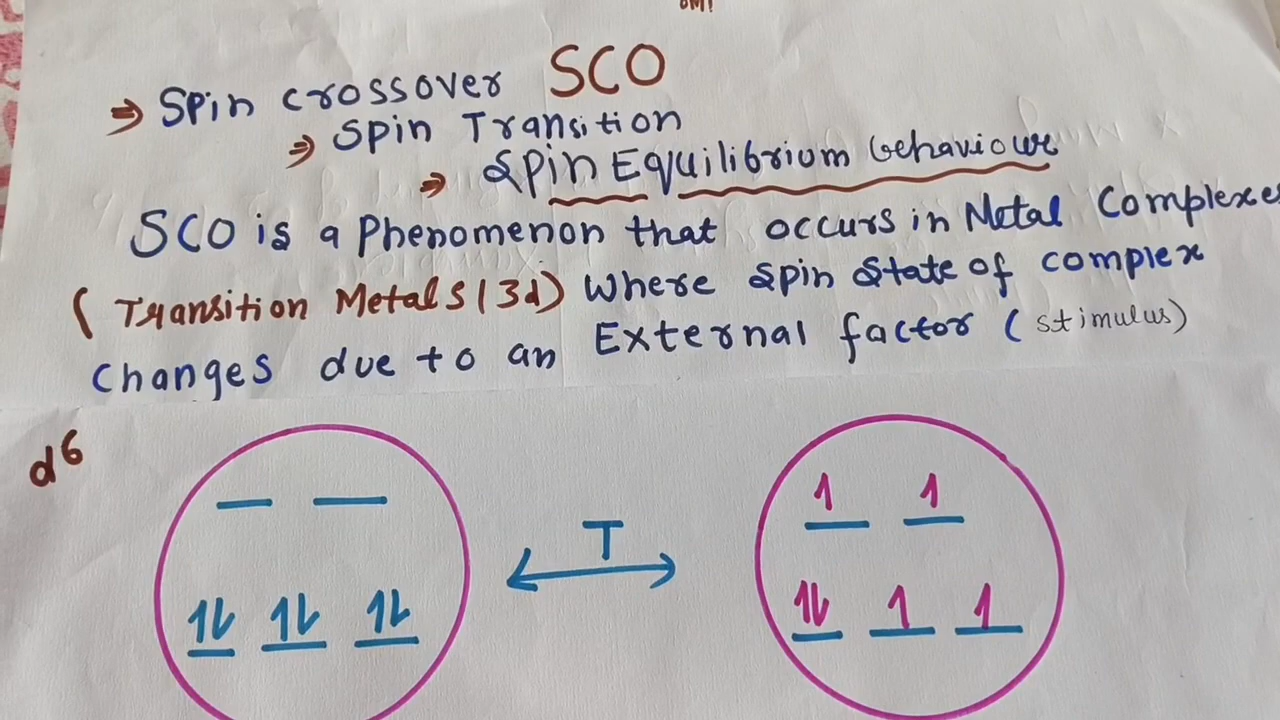 OM!
SCO
⇒ Spin crossover
⇒ Spin Transition
⇒ Spin Equilibrium behaviour
SCO is a Phenomenon that occurs in Metal Complexes
( Transition Metals (3d) Where Spin State of complex
changes due to an External factor ( stimulus)
d6
T